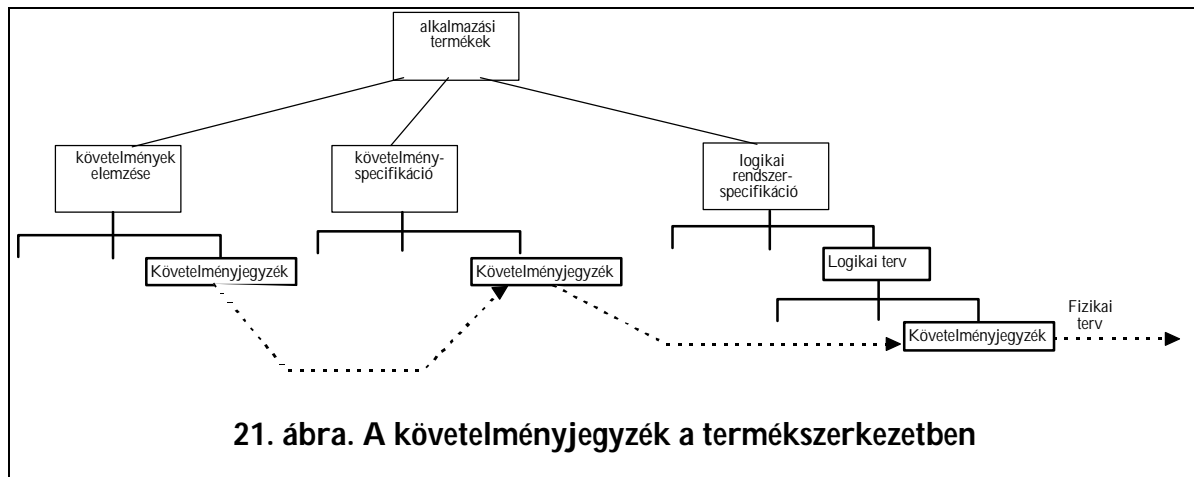 alkalmazási
termékek
követelmények
elemzése
követelmény-
specifikáció
logikai
rendszer-
specifikáció
Követelményjegyzék
Követelményjegyzék
Logikai terv
Követelményjegyzék
Fizikai
terv
21. ábra. A követelményjegyzék a termékszerkezetben